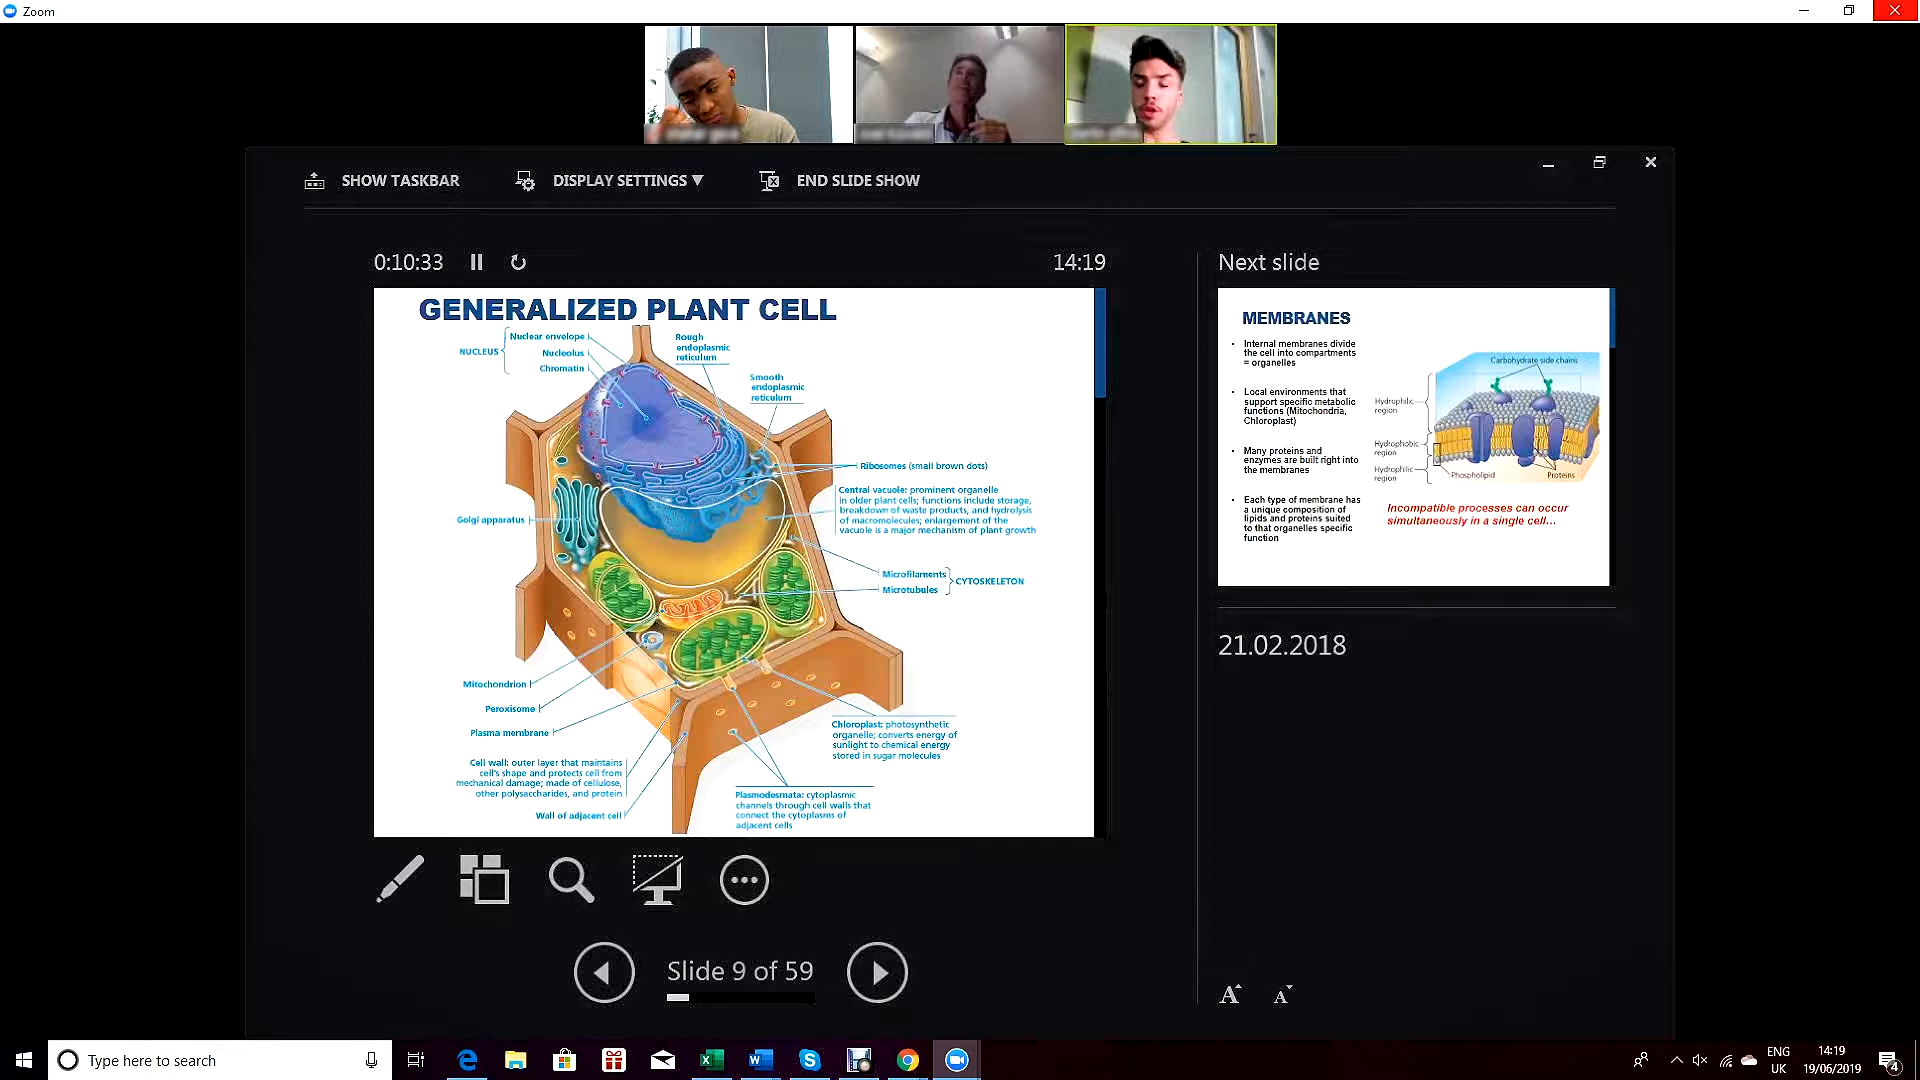 Zoom
SHOW TASKBAR
DISPLAY SETTINGS ▼
END SLIDE SHOW
0:10:33
14:19
GENERALIZED PLANT CELL
NUCLEUS
Nuclear envelope
Nucleolus
Chromatin
Rough
endoplasmic
reticulum
Smooth
endoplasmic
reticulum
Ribosomes (small brown dots)
Central vacuole: prominent organelle
in older plant cells; functions include storage,
breakdown of waste products, and hydrolysis
of macromolecules; enlargement of the
vacuole is a major mechanism of plant growth
Golgi apparatus
Microfilaments
Microtubules
CYTOSKELETON
Mitochondrion
Peroxisome
Plasma membrane
Cell wall: outer layer that maintains
cell's shape and protects cell from
mechanical damage; made of cellulose,
other polysaccharides, and protein
Wall of adjacent cell
Chloroplast: photosynthetic
organelle; converts energy of
sunlight to chemical energy
stored in sugar molecules
Plasmodesmata: cytoplasmic
channels through cell walls that
connect the cytoplasms of
adjacent cells
Slide 9 of 59
Next slide
MEMBRANES
• Internal membranes divide
the cell into compartments
= organelles
• Local environments that
support specific metabolic
functions (Mitochondria,
Chloroplast)
• Many proteins and
enzymes are built right into
the membranes
• Each type of membrane has
a unique composition of
lipids and proteins suited
to that organelles specific
function
Carbohydrate side chains
Hydrophilic
region
Hydrophobic
region
Hydrophilic
region
Phospholipid
Proteins
Incompatible processes can occur
simultaneously in a single cell...
21.02.2018
A A
Type here to search
ENG
UK
14:19
19/06/2019
4